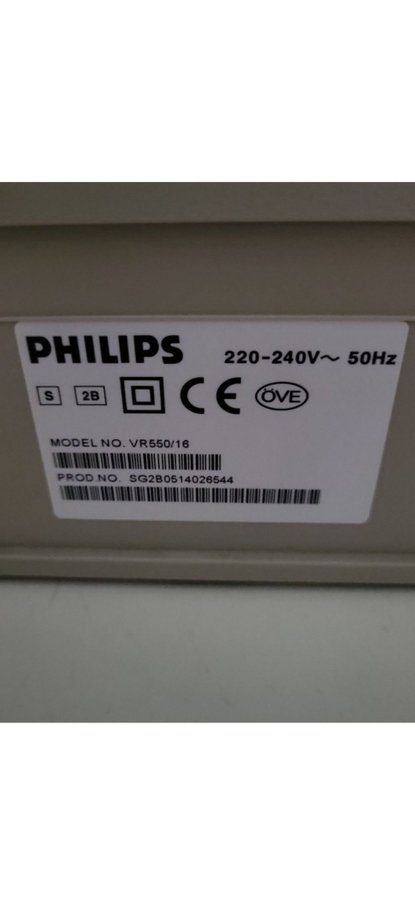 PHILIPS 220-240V~ 50Hz
S 2B CE ÖVE
MODEL NO. VR550/16
PROD.NO. SG2B0514026544